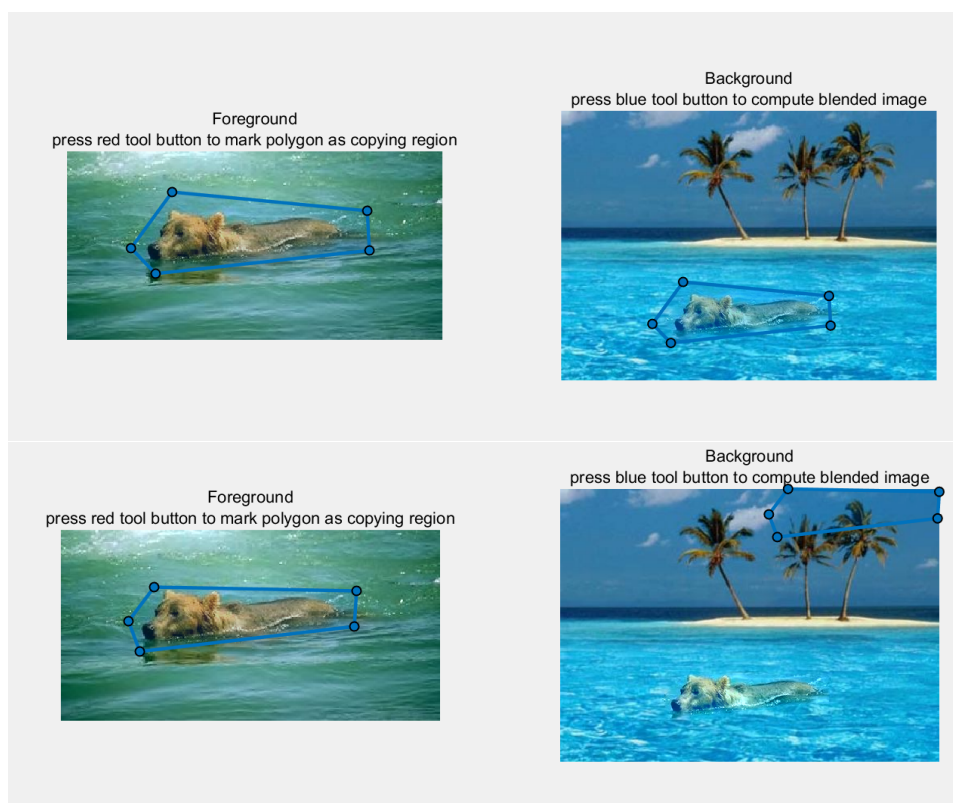 Background
press blue tool button to compute blended image
Foreground
press red tool button to mark polygon as copying region
Background
press blue tool button to compute blended image
Foreground
press red tool button to mark polygon as copying region